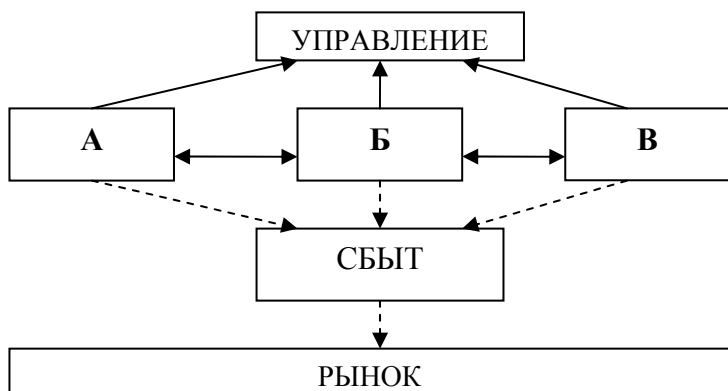 УПРАВЛЕНИЕ
А
Б
В
СБЫТ
РЫНОК